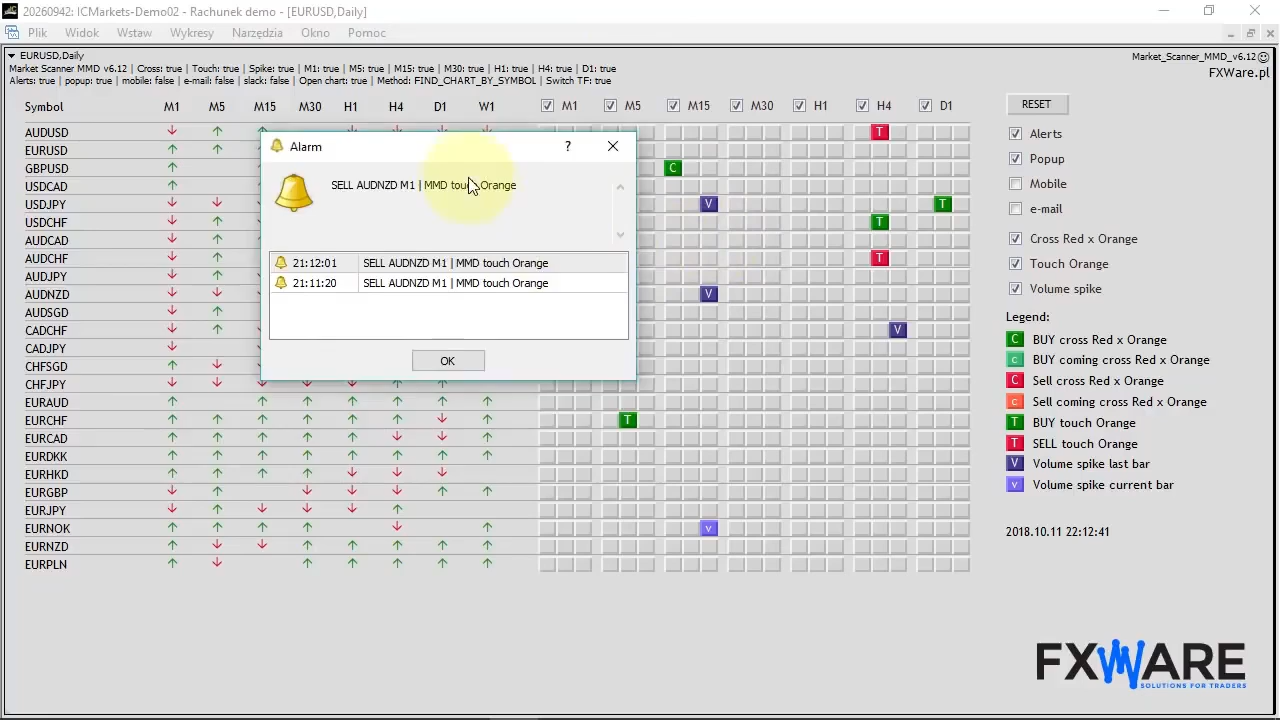 20260942: ICMarkets-Demo02 - Rachunek demo - [EURUSD,Daily]
Plik Widok Wstaw Wykresy Narzędzia Okno Pomoc
EURUSD,Daily
Market_Scanner_MMD_v6.12
Market Scanner MMD v6.12 | Cross: true | Touch: true | Spike: true | M1: true | M5: true | M15: true | M30: true | H1: true | H4: true | D1: true
Alerts: true | popup: true | mobile: false | e-mail: false | slack: false | Open chart: true | Method: FIND_CHART_BY_SYMBOL | Switch TF: true
FXWare.pl
Symbol M1 M5 M15 M30 H1 H4 D1 W1 M1 M5 M15 M30 H1 H4 D1
RESET
AUDUSD T
EURUSD
GBPUSD C
USDCAD
USDJPY V T
USDCHF T
AUDCAD
AUDCHF T
AUDJPY
AUDNZD V
AUDSGD
CADCHF V
CADJPY
CHFSGD
CHFJPY
EURAUD
EURCHF T
EURCAD
EURDKK
EURHKD
EURGBP
EURJPY
EURNOK v
EURNZD
EURPLN
Alarm ?
SELL AUDNZD M1 | MMD touch Orange
21:12:01 SELL AUDNZD M1 | MMD touch Orange
21:11:20 SELL AUDNZD M1 | MMD touch Orange
OK
Alerts
Popup
Mobile
e-mail
Cross Red x Orange
Touch Orange
Volume spike
Legend:
C BUY cross Red x Orange
c BUY coming cross Red x Orange
C Sell cross Red x Orange
c Sell coming cross Red x Orange
T BUY touch Orange
T SELL touch Orange
V Volume spike last bar
v Volume spike current bar
2018.10.11 22:12:41
FXWARE
SOLUTIONS FOR TRADERS